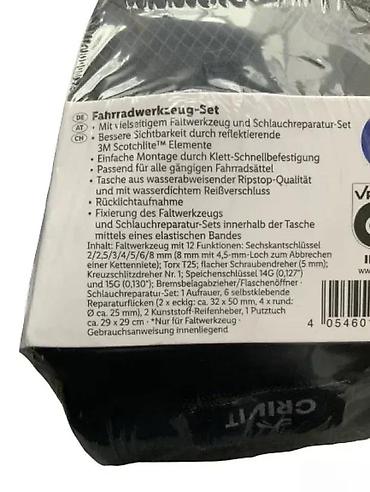 DE Fahrradwerkzeug-Set
AT • Mit vielseitigem Faltwerkzeug und Schlauchreparatur-Set
CH • Bessere Sichtbarkeit durch reflektierende
3M Scotchlite™ Elemente
• Einfache Montage durch Klett-Schnellbefestigung
• Passend für alle gängigen Fahrradsättel
• Tasche aus wasserabweisender Ripstop-Qualität
und mit wasserdichtem Reißverschluss
• Rücklichtaufnahme
• Fixierung des Faltwerkzeugs
und Schlauchreparatur-Sets innerhalb der Tasche
mittels eines elastischen Bandes
Inhalt: Faltwerkzeug mit 12 Funktionen: Sechskantschlüssel
2/2,5/3/4/5/6/8 mm (8 mm mit 4,5-mm-Loch zum Abbrechen
einer Kettenniete); Torx T25; flacher Schraubendreher (5 mm);
Kreuzschlitzdreher Nr. 1; Speichenschlüssel 14G (0,127")
und 15G (0,130"); Bremsbelagabzieher/Flaschenöffner •
Schlauchreparatur-Set: 1 Aufrauer, 6 selbstklebende
Reparaturflicken (2 x eckig: ca. 32 x 50 mm, 4 x rund:
Ø ca. 25 mm), 2 Kunststoff-Reifenheber, 1 Putztuch
ca. 29 x 29 cm • *Nur für Faltwerkzeug •
Gebrauchsanweisung innenliegend
4 05460
CRIVIT